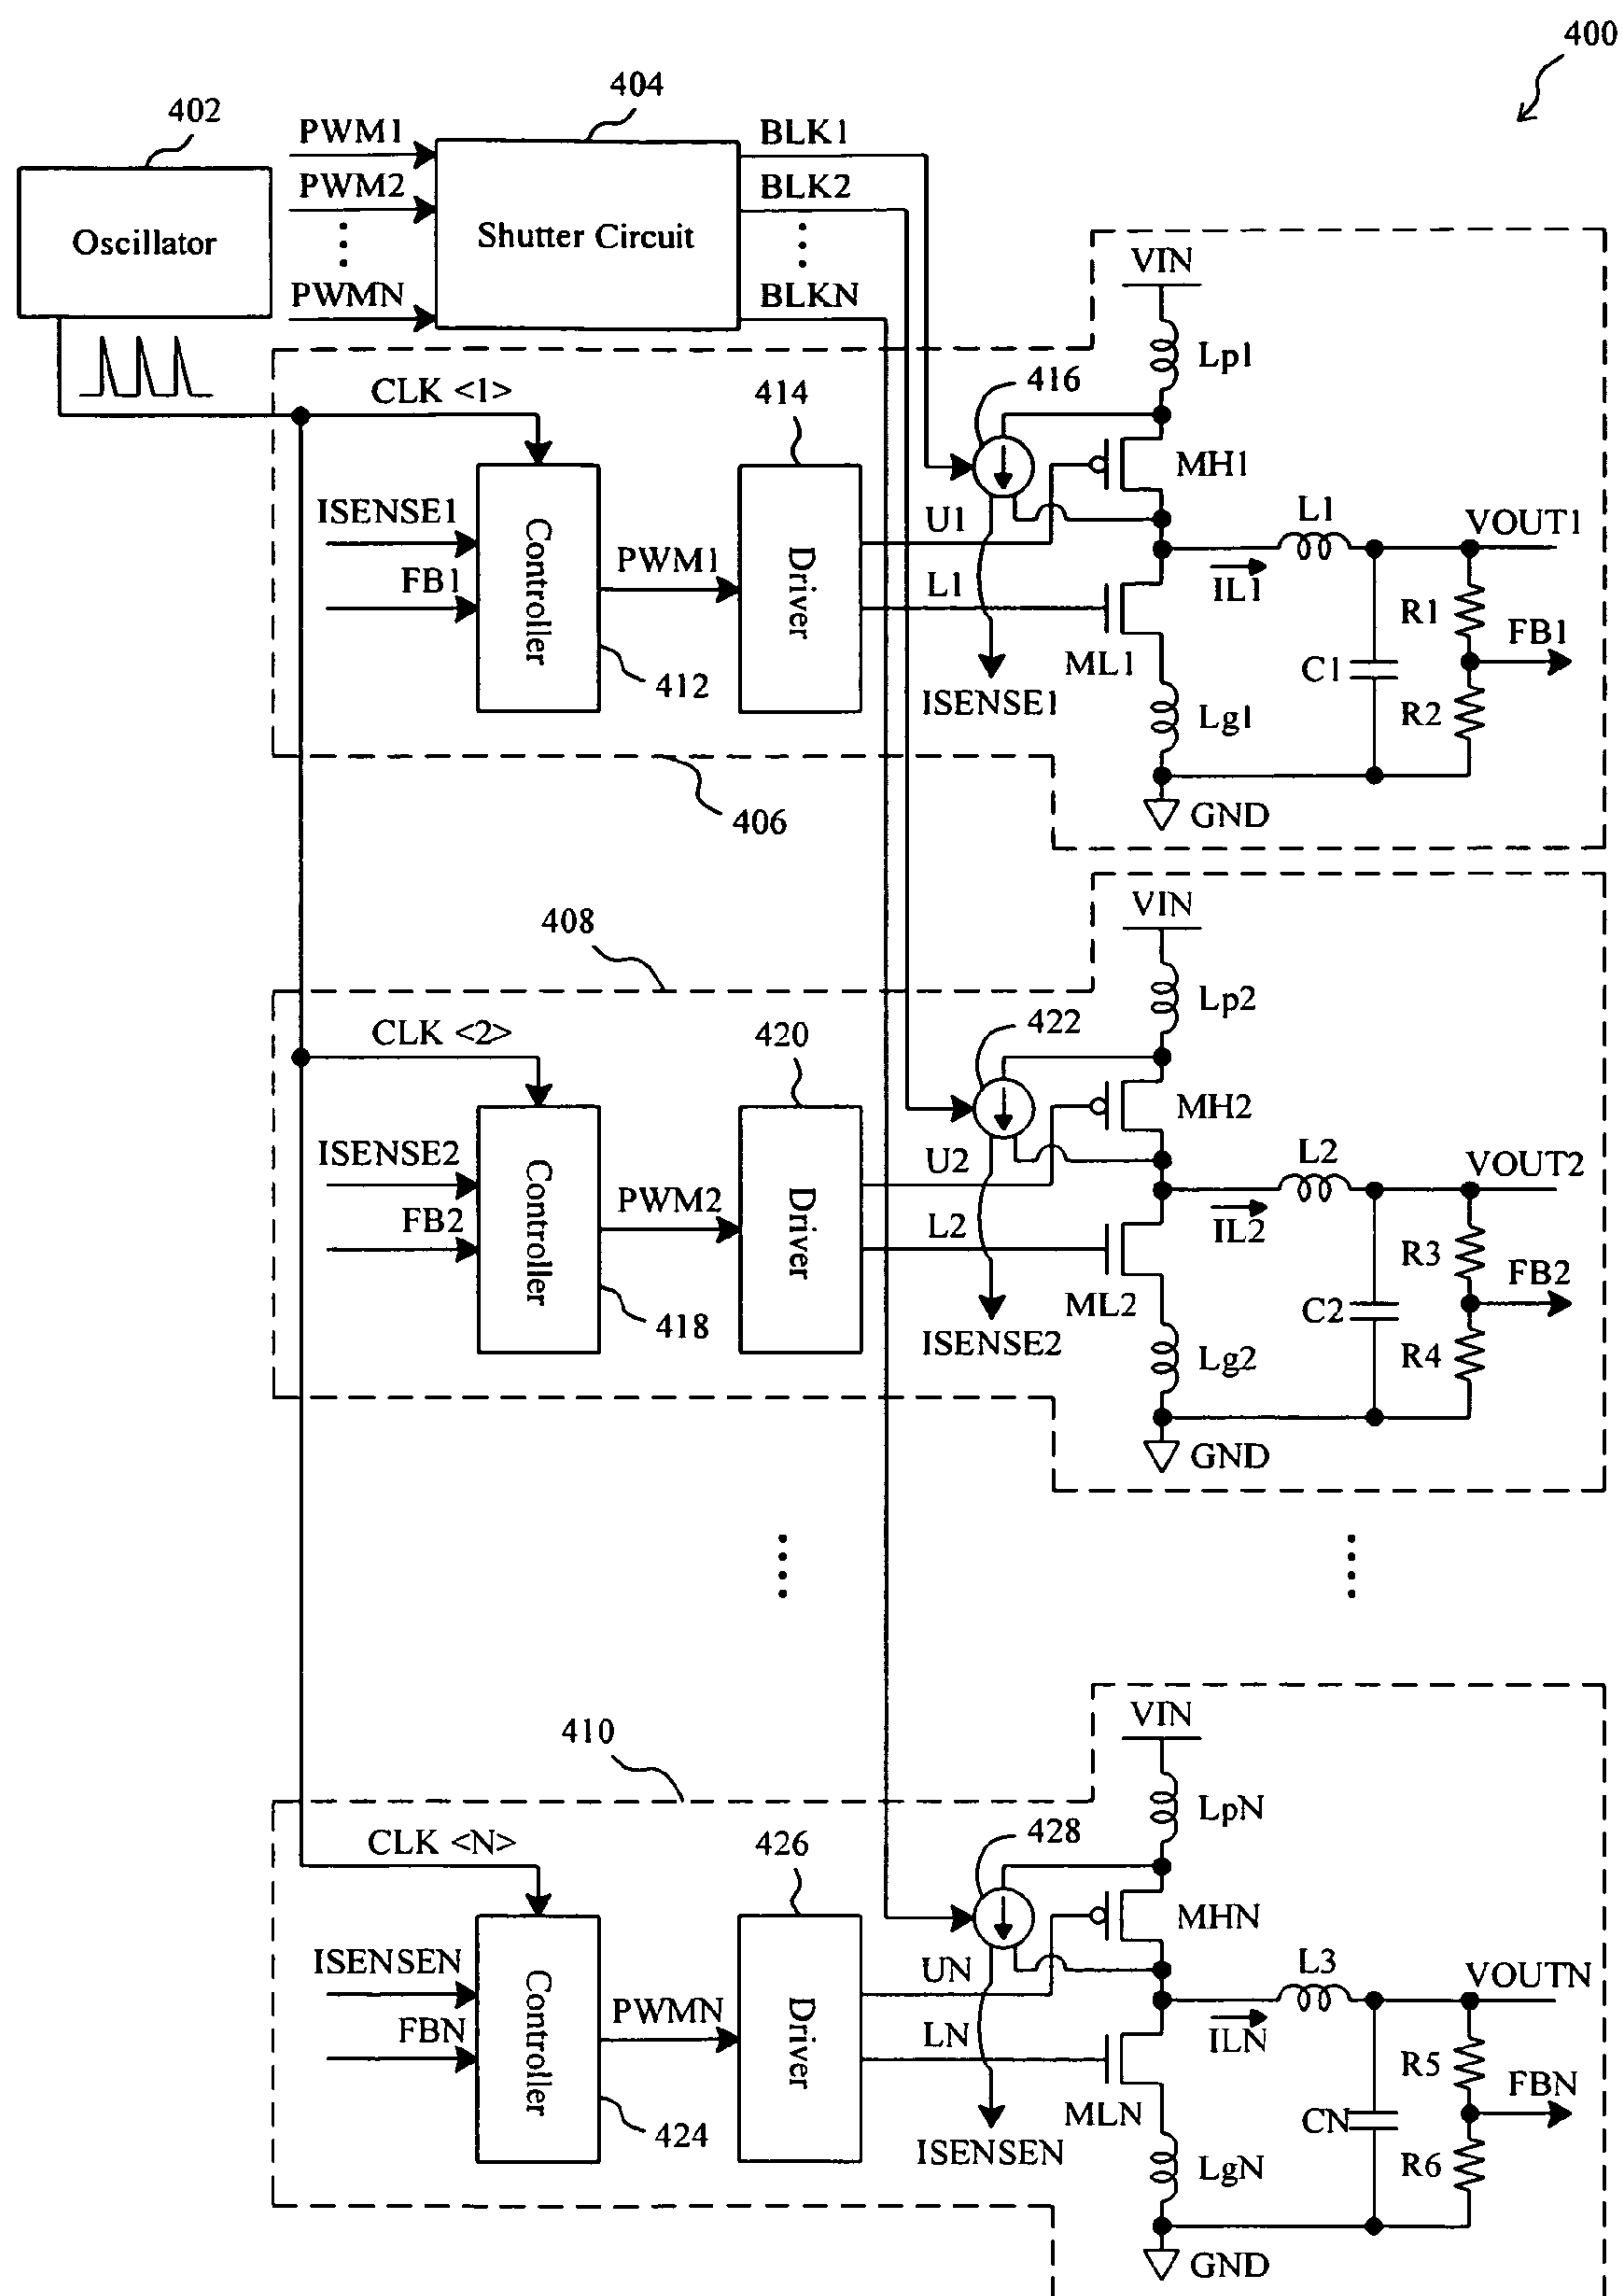 400
402
404
PWM1
BLK1
PWM2
BLK2
Oscillator
Shutter Circuit
PWMN
BLKN
VIN
Lp1
CLK <1>
414
416
MH1
ISENSE1
U1
L1
VOUT1
FB1
Controller
PWM1
Driver
L1
IL1
R1
FB1
412
ML1
C1
ISENSE1
Lg1
R2
406
GND
VIN
408
Lp2
CLK <2>
420
422
MH2
ISENSE2
U2
L2
VOUT2
FB2
Controller
PWM2
Driver
L2
IL2
R3
FB2
418
ML2
C2
ISENSE2
Lg2
R4
GND
VIN
410
LpN
CLK <N>
426
428
MHN
ISENSEN
UN
L3
VOUTN
FBN
Controller
PWMN
Driver
LN
ILN
R5
FBN
424
MLN
CN
ISENSEN
LgN
R6
GND